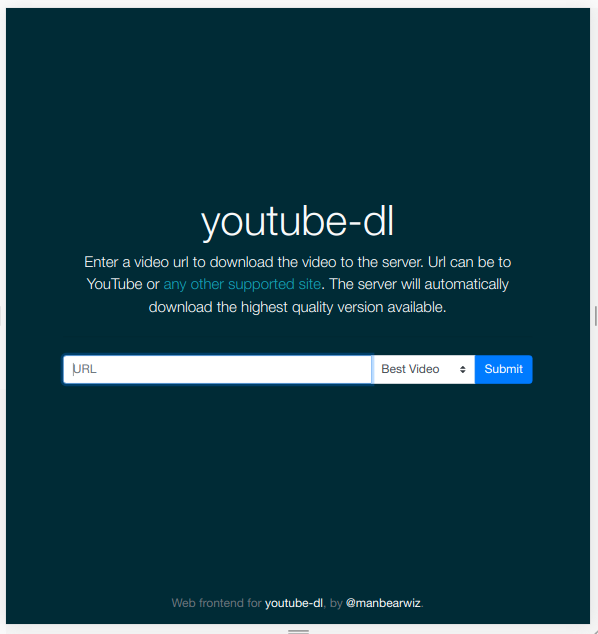 youtube-dl
Enter a video url to download the video to the server. Url can be to
YouTube or any other supported site. The server will automatically
download the highest quality version available.
URL
Best Video
Submit
Web frontend for youtube-dl, by @manbearwiz.